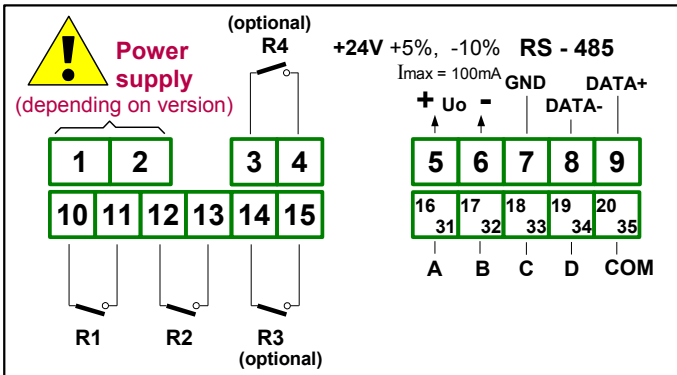 (optional)
R4
Power
supply
(depending on version)
+24V +5%, -10% RS - 485
Imax = 100mA
GND
DATA+
+ Uo -
DATA-
1 2 3 4 5 6 7 8 9
10 11 12 13 14 15
16 17 18 19 20
31 32 33 34 35
A B C D COM
R1 R2 R3
(optional)